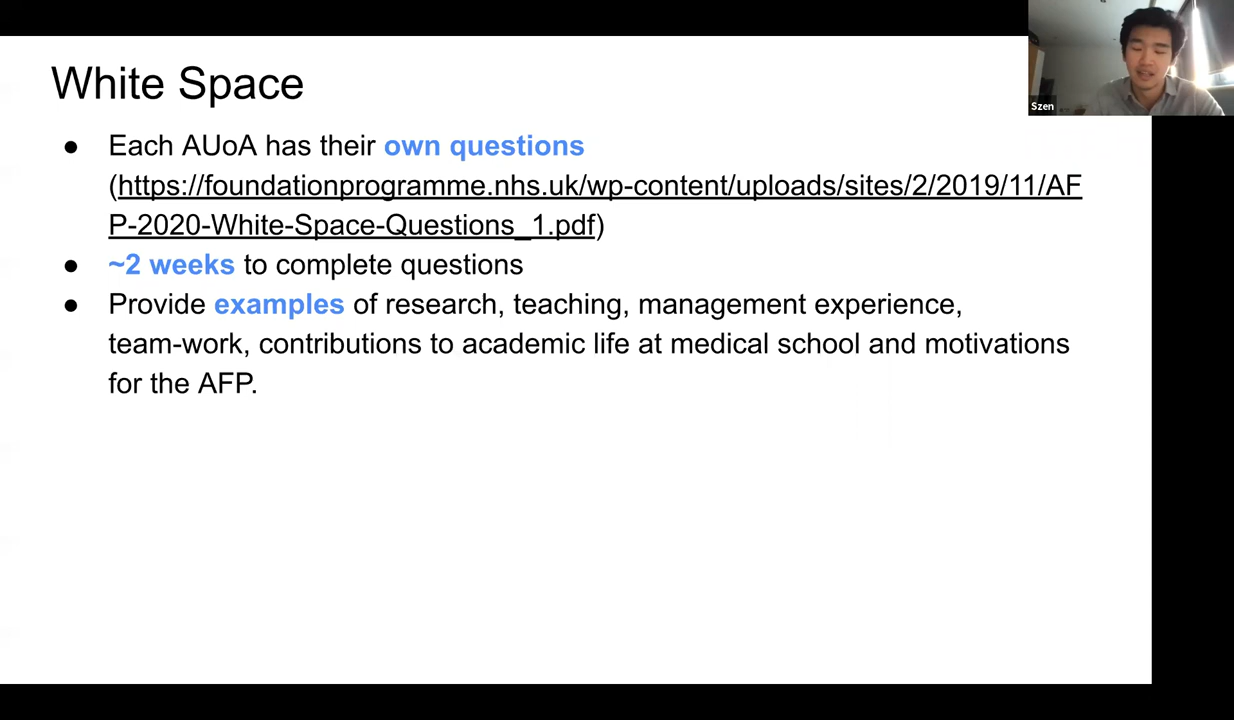 White Space
● Each AUoA has their own questions
(https://foundationprogramme.nhs.uk/wp-content/uploads/sites/2/2019/11/AF
P-2020-White-Space-Questions_1.pdf)
● ~2 weeks to complete questions
● Provide examples of research, teaching, management experience,
team-work, contributions to academic life at medical school and motivations
for the AFP.
Szen